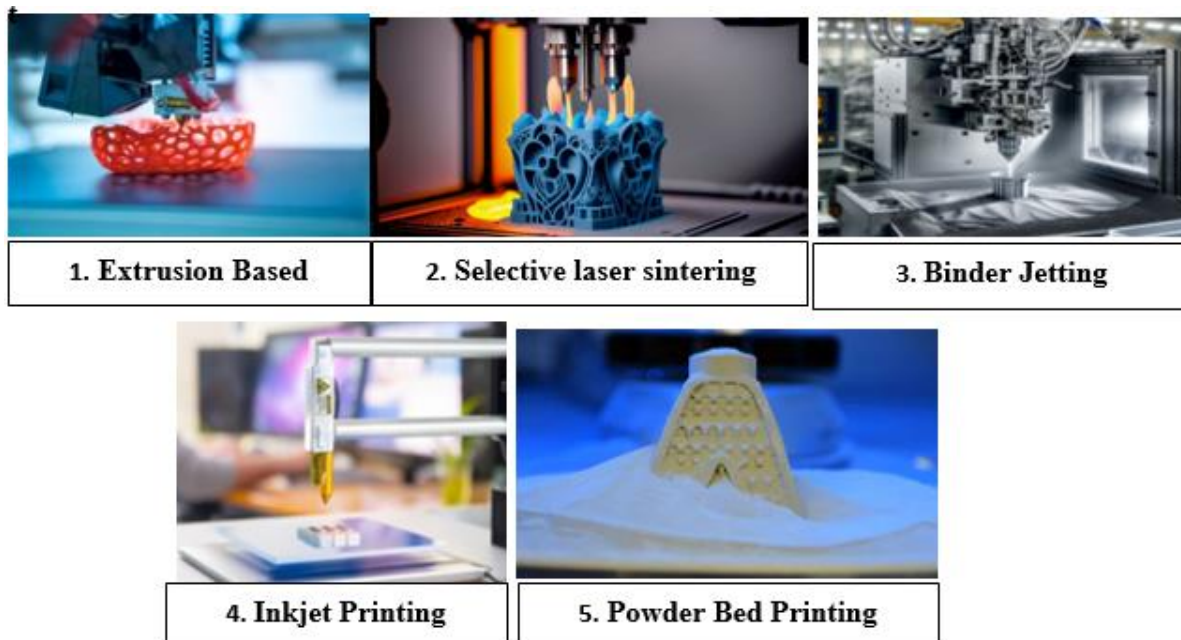 t
1. Extrusion Based
2. Selective laser sintering
3. Binder Jetting
4. Inkjet Printing
5. Powder Bed Printing